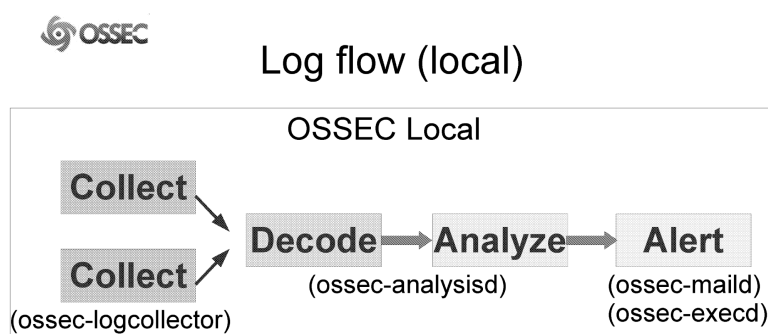 OSSEC
Log flow (local)
OSSEC Local
Collect
Collect
(ossec-logcollector)
Decode
Analyze
(ossec-analysisd)
Alert
(ossec-maild)
(ossec-execd)